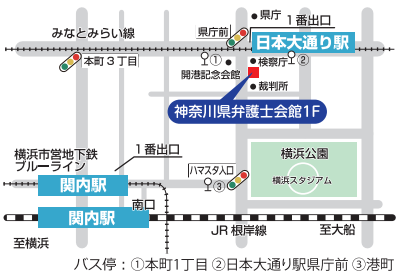 県庁
1番出口
みなとみらい線
県庁前
日本大通り駅
本町3丁目
①
開港記念会館
検察庁
②
裁判所
神奈川県弁護士会館1F
横浜市営地下鉄
ブルーライン
1番出口
ハマスタ入口
横浜公園
関内駅
③
横浜スタジアム
南口
関内駅
至横浜
JR根岸線
至大船
バス停：①本町1丁目 ②日本大通り駅県庁前 ③港町